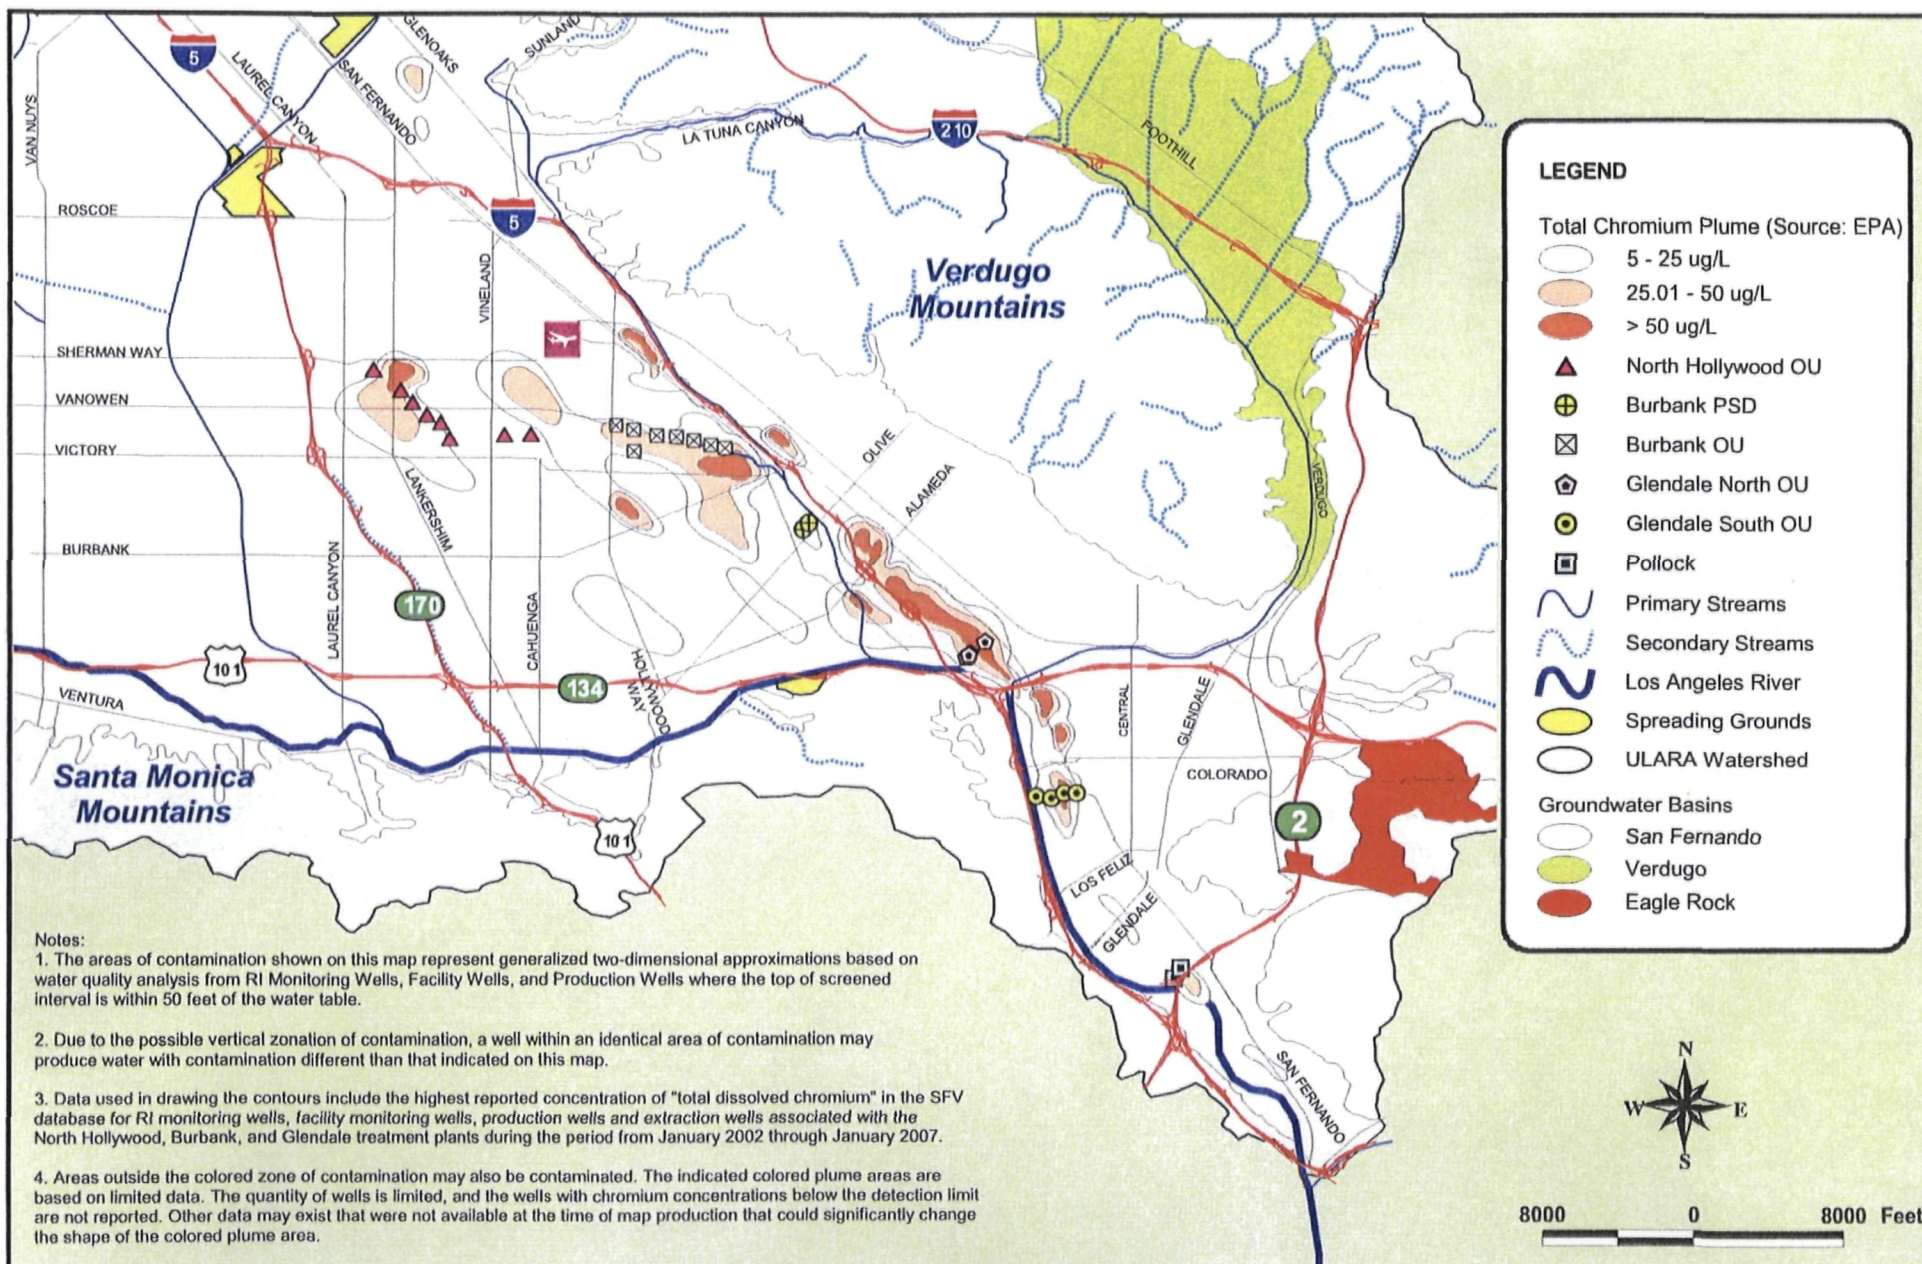 5
LAUREL CANYON
SAN FERNANDO
GLENOAKS
SUNLAND
VAN NUYS
LA TUNA CANYON
210
FOOTHILL
ROSCOE
5
VINELAND
Verdugo
Mountains
SHERMAN WAY
VANOWEN
VICTORY
LANKERSHIM
OLIVE
ALAMEDA
VERDUGO
BURBANK
LAUREL CANYON
170
CAHUENGA
HOLLYWOOD
WAY
101
134
VENTURA
CENTRAL
GLENDALE
COLORADO
Santa Monica
Mountains
101
2
LOS FELIZ
GLENDALE
SAN FERNANDO
LEGEND
Total Chromium Plume (Source: EPA)
5 - 25 ug/L
25.01 - 50 ug/L
> 50 ug/L
North Hollywood OU
Burbank PSD
Burbank OU
Glendale North OU
Glendale South OU
Pollock
Primary Streams
Secondary Streams
Los Angeles River
Spreading Grounds
ULARA Watershed
Groundwater Basins
San Fernando
Verdugo
Eagle Rock
Notes:
1. The areas of contamination shown on this map represent generalized two-dimensional approximations based on
water quality analysis from RI Monitoring Wells, Facility Wells, and Production Wells where the top of screened
interval is within 50 feet of the water table.
2. Due to the possible vertical zonation of contamination, a well within an identical area of contamination may
produce water with contamination different than that indicated on this map.
3. Data used in drawing the contours include the highest reported concentration of "total dissolved chromium" in the SFV
database for RI monitoring wells, facility monitoring wells, production wells and extraction wells associated with the
North Hollywood, Burbank, and Glendale treatment plants during the period from January 2002 through January 2007.
4. Areas outside the colored zone of contamination may also be contaminated. The indicated colored plume areas are
based on limited data. The quantity of wells is limited, and the wells with chromium concentrations below the detection limit
are not reported. Other data may exist that were not available at the time of map production that could significantly change
the shape of the colored plume area.
N
W E
S
8000 0 8000 Feet